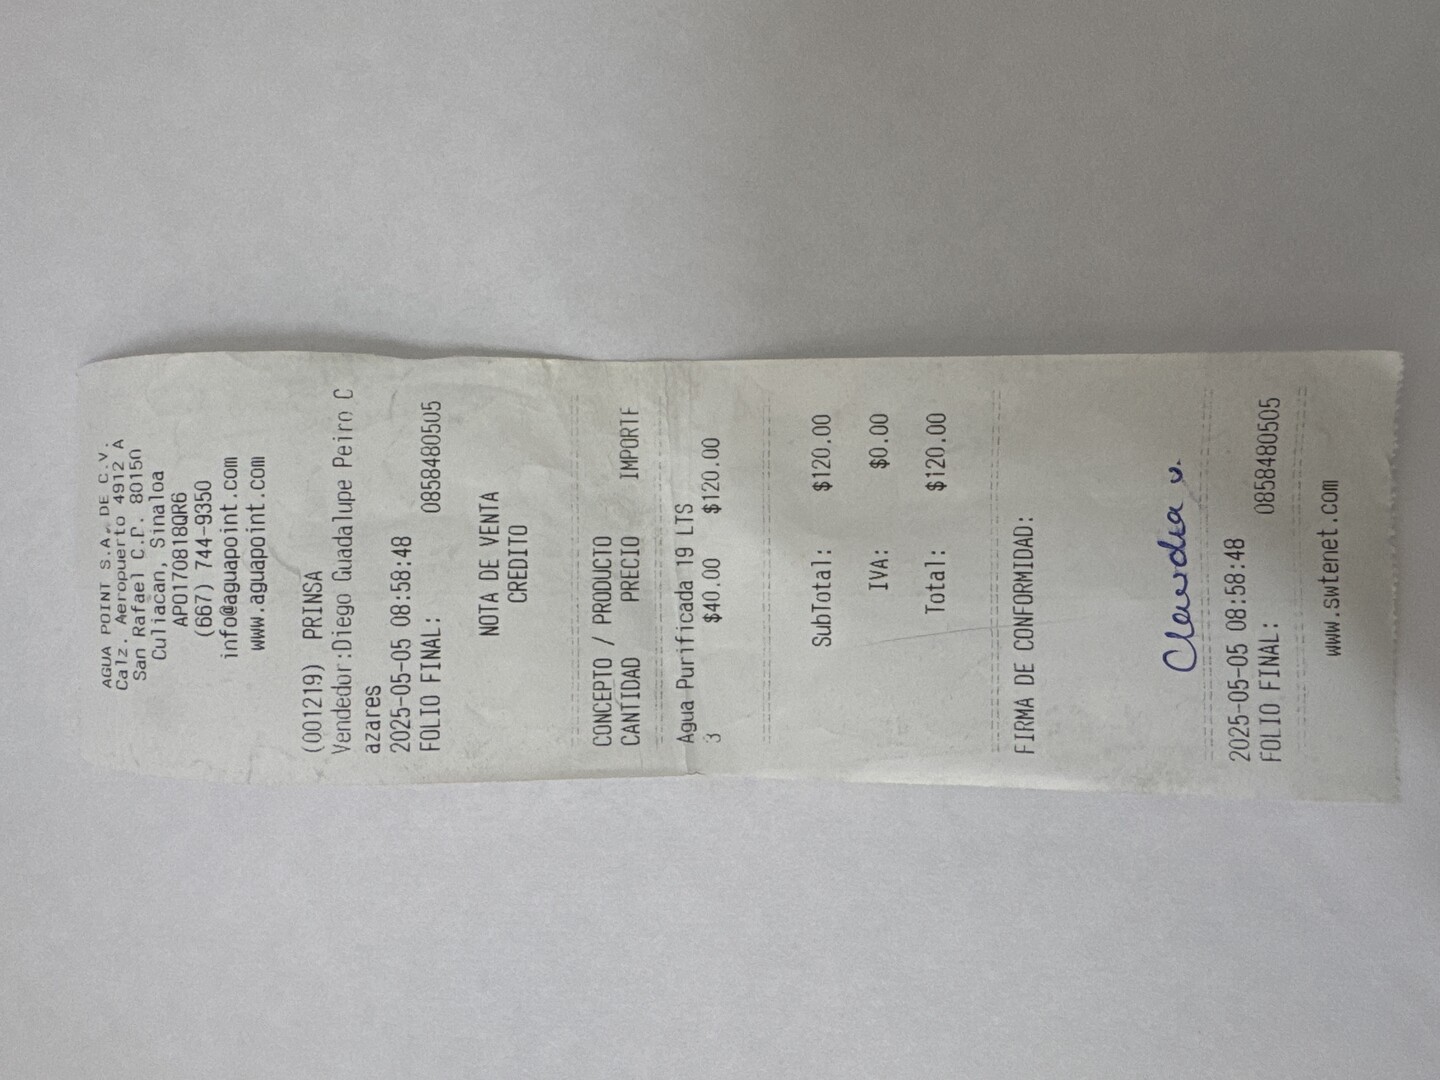 AGUA POINT S.A. DE C.V.
Calz. Aeropuerto 4912 A
San Rafael C.P. 80150
Culiacan, Sinaloa
APO170818QR6
(667) 744-9350
info@aguapoint.com
www.aguapoint.com
(001219) PRINSA
Vendedor:Diego Guadalupe Peiro C
azares
2025-05-05 08:58:48
FOLIO FINAL: 0858480505
NOTA DE VENTA
CREDITO
CONCEPTO / PRODUCTO
CANTIDAD PRECIO IMPORTE
Agua Purificada 19 LTS
3 $40.00 $120.00
SubTotal: $120.00
IVA: $0.00
Total: $120.00
FIRMA DE CONFORMIDAD:
Claudia v.
2025-05-05 08:58:48
FOLIO FINAL: 0858480505
www.swtenet.com